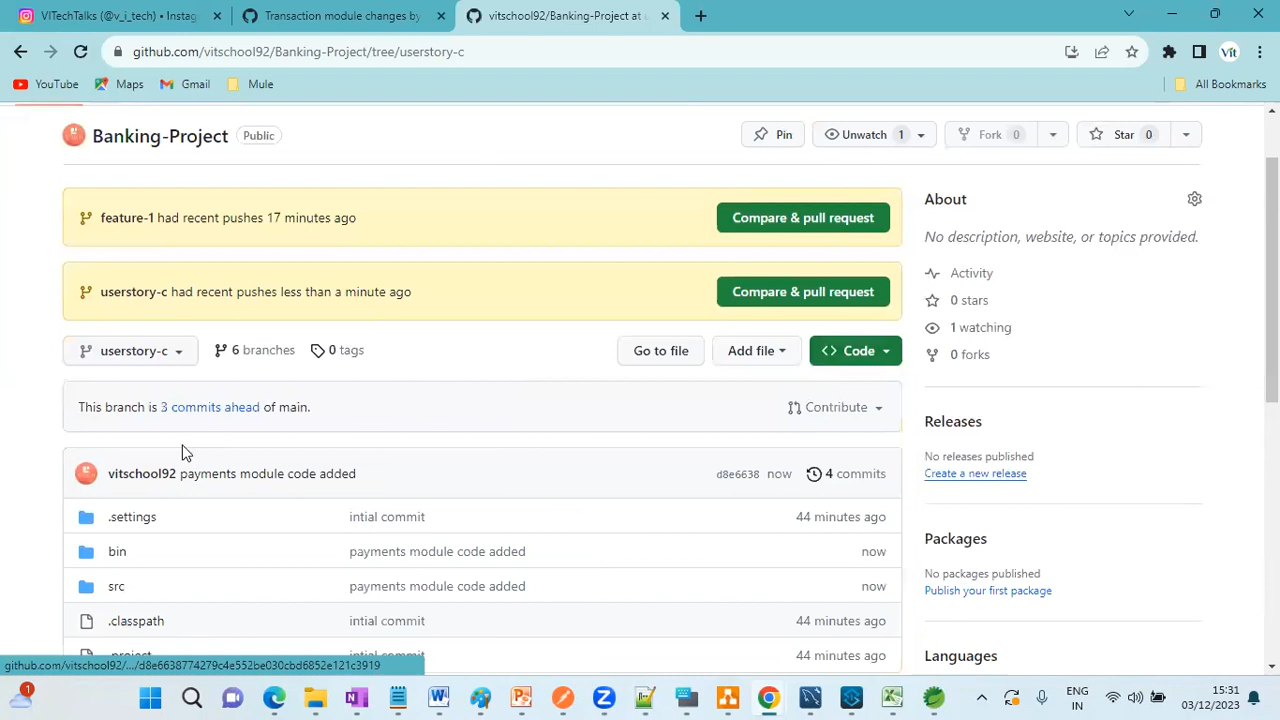 VITechTalks (@v_i_tech) • Instag
Transaction module changes by
vitschool92/Banking-Project at
github.com/vitschool92/Banking-Project/tree/userstory-c
Vit
YouTube
Maps
Gmail
Mule
All Bookmarks
Banking-Project
Public
Pin
Unwatch 1
Fork 0
Star 0
feature-1 had recent pushes 17 minutes ago
Compare & pull request
userstory-c had recent pushes less than a minute ago
Compare & pull request
userstory-c
6 branches
0 tags
Go to file
Add file
Code
This branch is 3 commits ahead of main.
Contribute
vitschool92 payments module code added
d8e6638 now
4 commits
.settings
intial commit
44 minutes ago
bin
payments module code added
now
src
payments module code added
now
.classpath
intial commit
44 minutes ago
.project
intial commit
44 minutes ago
About
No description, website, or topics provided.
Activity
0 stars
1 watching
0 forks
Releases
No releases published
Create a new release
Packages
No packages published
Publish your first package
Languages
github.com/vitschool92/.../d8e6638774279c4e552be030cbd6852e121c3919
1
ENG
IN
15:31
03/12/2023